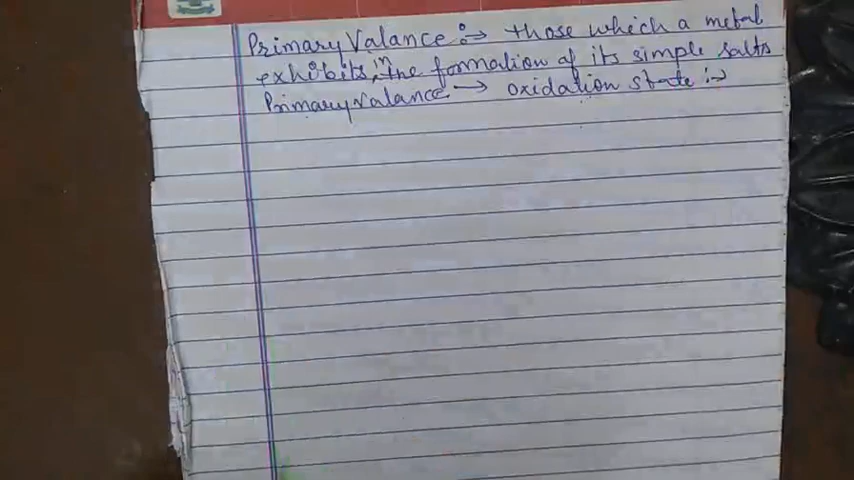 Primary Valance :→ those which a metal
exhibits in the formation of its simple salts
Primary valance → oxidation state :→